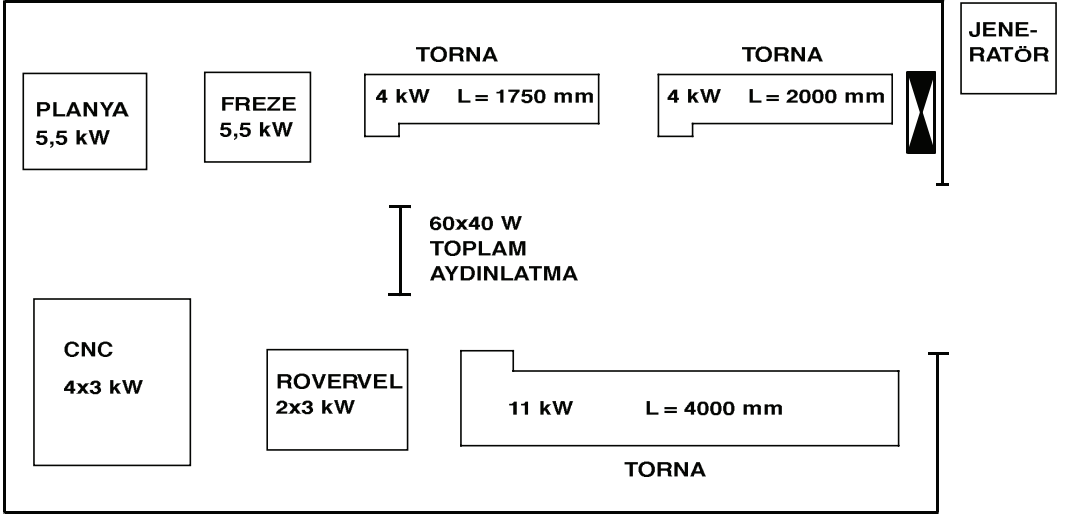 JENE-
RATÖR
TORNA
TORNA
PLANYA
5,5 kW
FREZE
5,5 kW
4 kW L = 1750 mm
4 kW L = 2000 mm
60x40 W
TOPLAM
AYDINLATMA
CNC
4x3 kW
ROVERVEL
2x3 kW
11 kW L = 4000 mm
TORNA